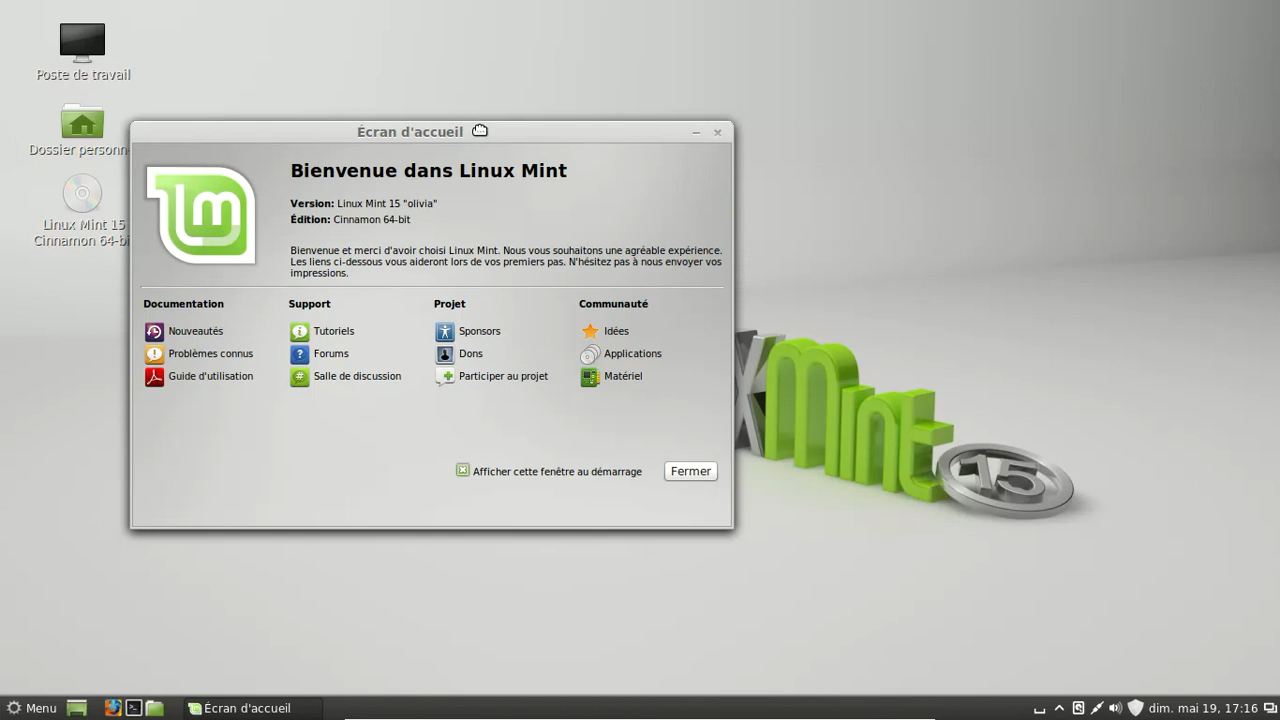 Poste de travail
Dossier personn
Linux Mint 15
Cinnamon 64-bi
Écran d'accueil
Bienvenue dans Linux Mint
Version: Linux Mint 15 "olivia"
Édition: Cinnamon 64-bit
Bienvenue et merci d'avoir choisi Linux Mint. Nous vous souhaitons une agréable expérience.
Les liens ci-dessous vous aideront lors de vos premiers pas. N'hésitez pas à nous envoyer vos
impressions.
Documentation Support Projet Communauté
Nouveautés Tutoriels Sponsors Idées
Problèmes connus Forums Dons Applications
Guide d'utilisation Salle de discussion Participer au projet Matériel
Afficher cette fenêtre au démarrage Fermer
X Mint 15
Menu Écran d'accueil dim. mai 19, 17:16